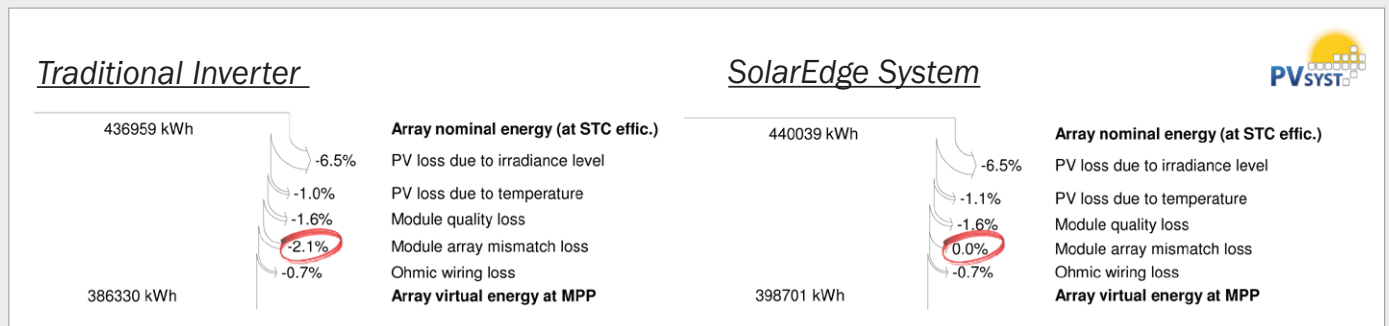 Traditional Inverter
436959 kWh Array nominal energy (at STC effic.)
-6.5% PV loss due to irradiance level
-1.0% PV loss due to temperature
-1.6% Module quality loss
-2.1% Module array mismatch loss
-0.7% Ohmic wiring loss
386330 kWh Array virtual energy at MPP
SolarEdge System
PVSYST
440039 kWh Array nominal energy (at STC effic.)
-6.5% PV loss due to irradiance level
-1.1% PV loss due to temperature
-1.6% Module quality loss
0.0% Module array mismatch loss
-0.7% Ohmic wiring loss
398701 kWh Array virtual energy at MPP